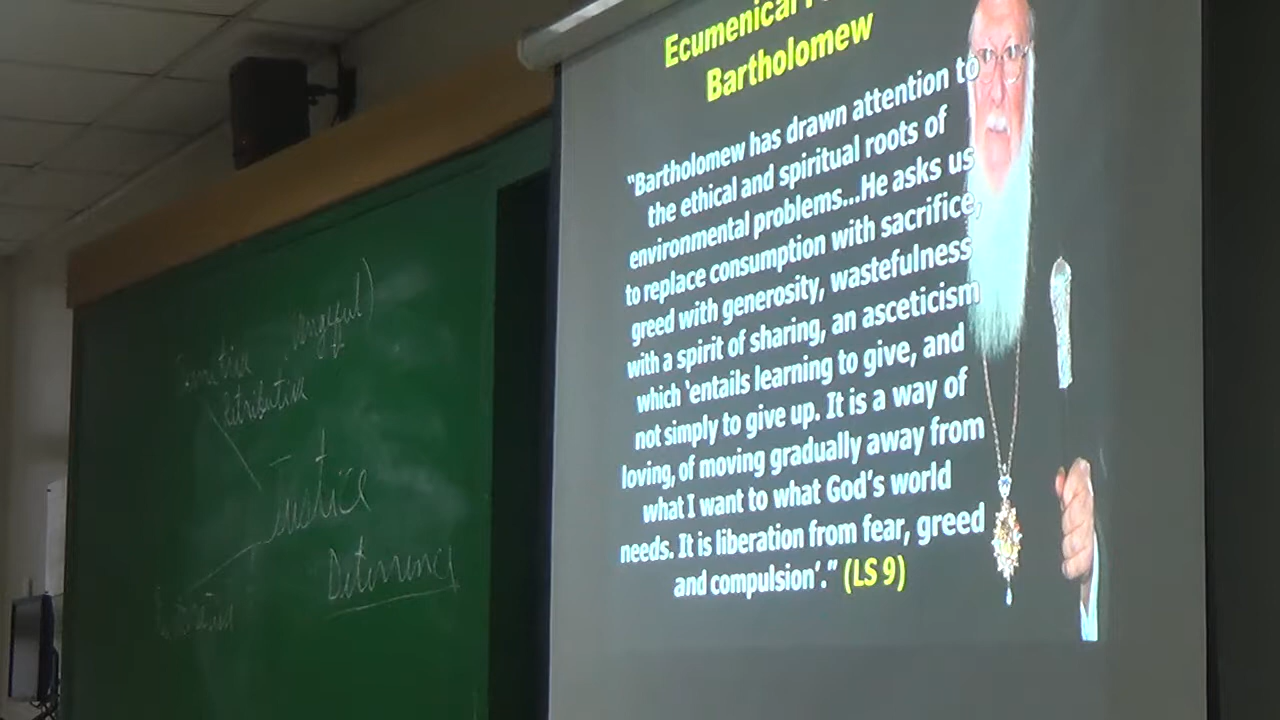 Ecumenical
Bartholomew
“Bartholomew has drawn attention to
the ethical and spiritual roots of
environmental problems...He asks us
to replace consumption with sacrifice,
greed with generosity, wastefulness
with a spirit of sharing, an asceticism
which ‘entails learning to give, and
not simply to give up. It is a way of
loving, of moving gradually away from
what I want to what God’s world
needs. It is liberation from fear, greed
and compulsion’.” (LS 9)
retributive
Justice